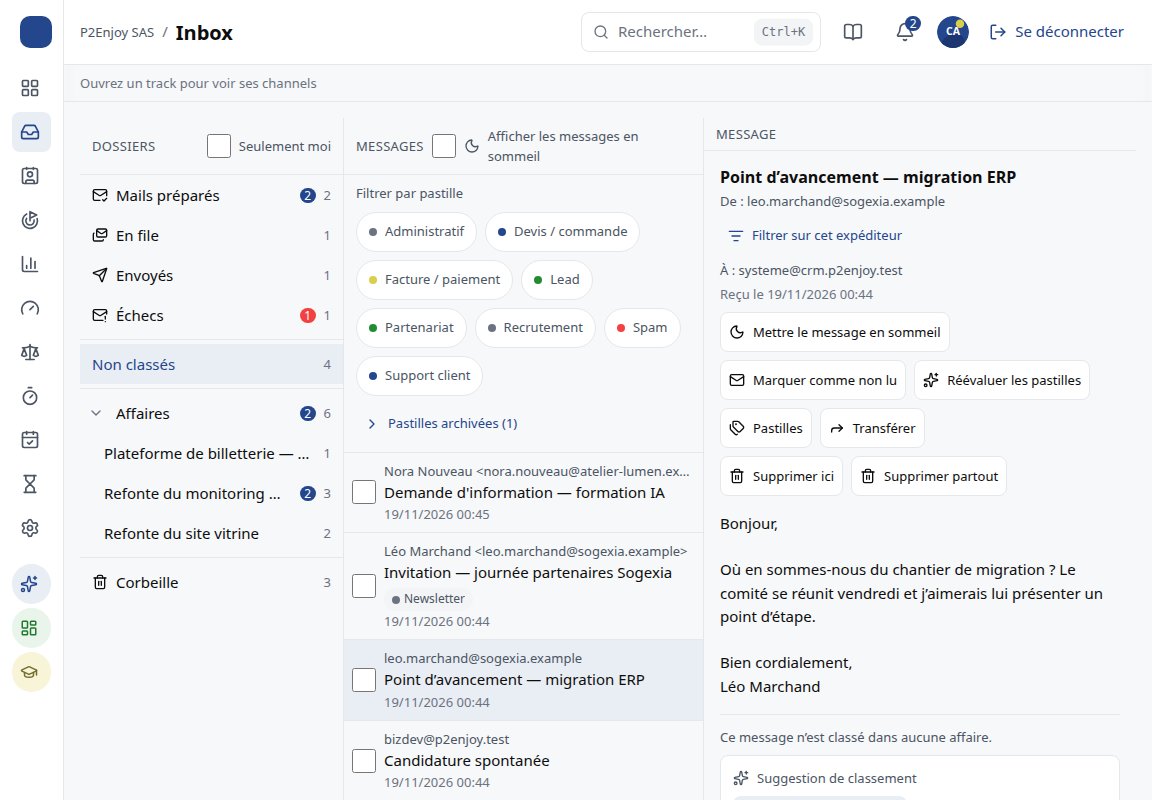 P2Enjoy SAS / Inbox
Rechercher... Ctrl+K
2
CA
Se déconnecter
Ouvrez un track pour voir ses channels
DOSSIERS
Seulement moi
Mails préparés 2 2
En file 1
Envoyés 1
Échecs 1 1
Non classés 4
Affaires 2 6
Plateforme de billetterie — ... 1
Refonte du monitoring ... 2 3
Refonte du site vitrine 2
Corbeille 3
MESSAGES
Afficher les messages en
sommeil
Filtrer par pastille
Administratif
Devis / commande
Facture / paiement
Lead
Partenariat
Recrutement
Spam
Support client
Pastilles archivées (1)
Nora Nouveau <nora.nouveau@atelier-lumen.ex...
Demande d'information — formation IA
19/11/2026 00:45
Léo Marchand <leo.marchand@sogexia.example>
Invitation — journée partenaires Sogexia
Newsletter
19/11/2026 00:44
leo.marchand@sogexia.example
Point d’avancement — migration ERP
19/11/2026 00:44
bizdev@p2enjoy.test
Candidature spontanée
19/11/2026 00:44
MESSAGE
Point d’avancement — migration ERP
De : leo.marchand@sogexia.example
Filtrer sur cet expéditeur
À : systeme@crm.p2enjoy.test
Reçu le 19/11/2026 00:44
Mettre le message en sommeil
Marquer comme non lu
Réévaluer les pastilles
Pastilles
Transférer
Supprimer ici
Supprimer partout
Bonjour,
Où en sommes-nous du chantier de migration ? Le
comité se réunit vendredi et j’aimerais lui présenter un
point d’étape.
Bien cordialement,
Léo Marchand
Ce message n’est classé dans aucune affaire.
Suggestion de classement